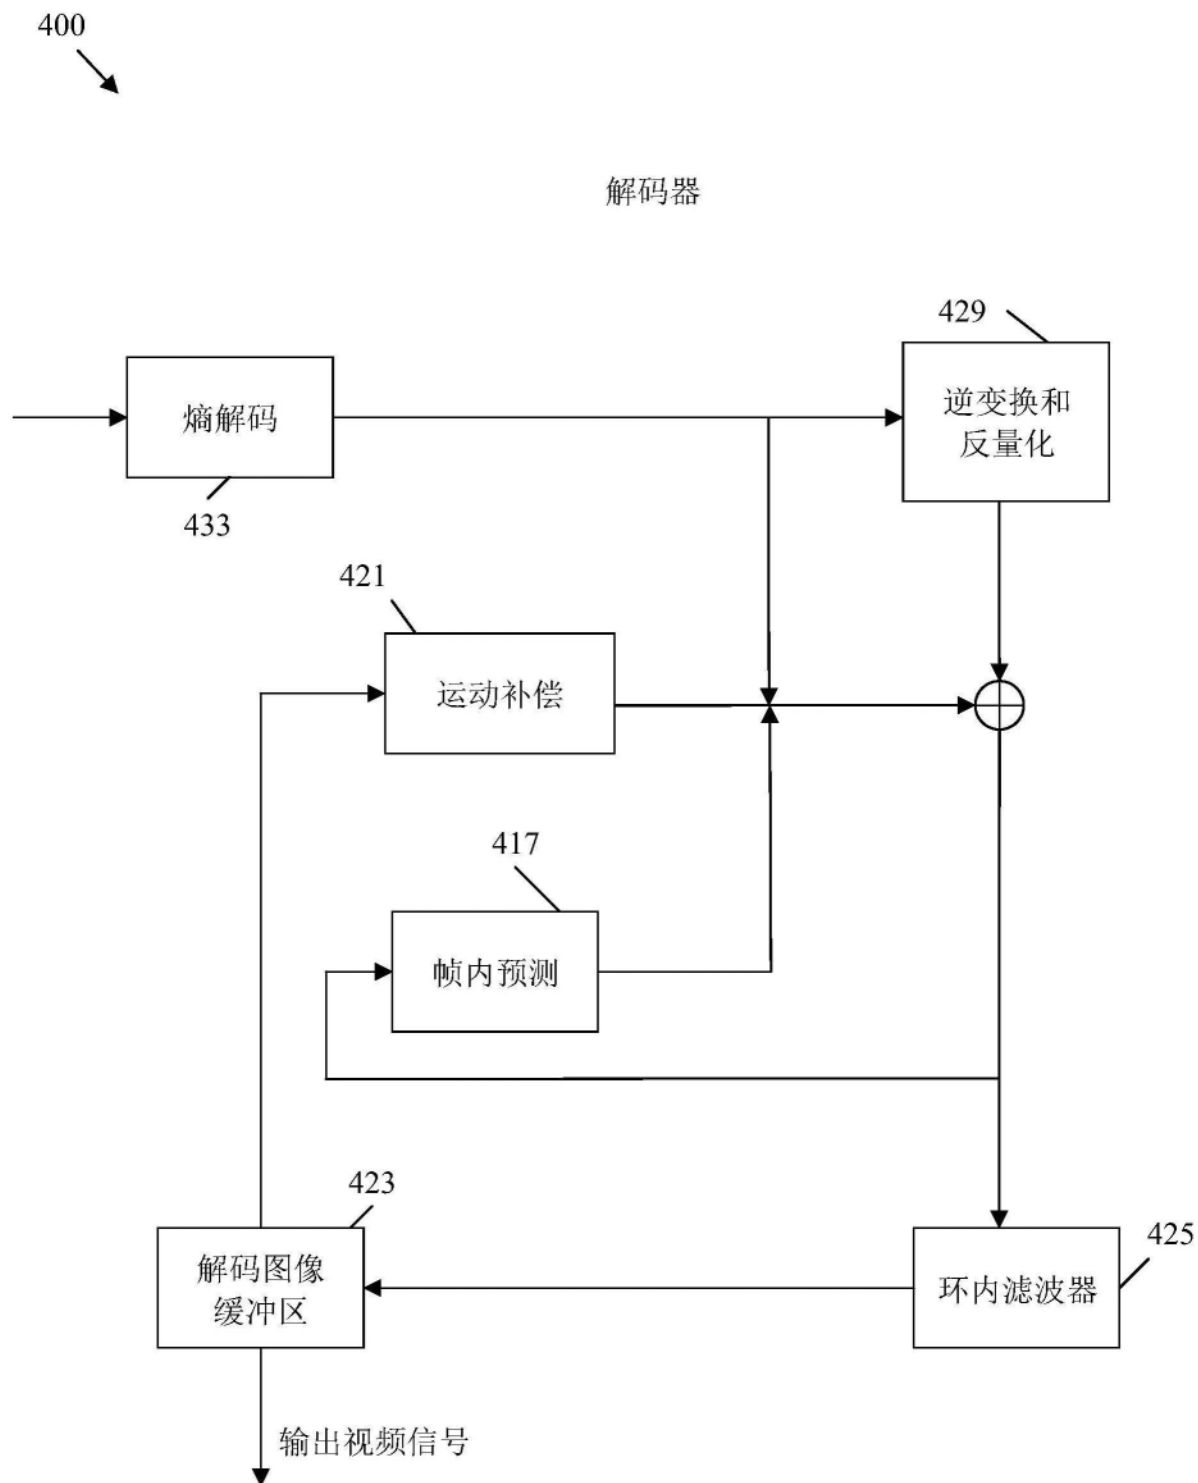 400
解码器
429
熵解码
逆变换和
反量化
433
421
运动补偿
417
帧内预测
423
425
解码图像
缓冲区
环内滤波器
输出视频信号